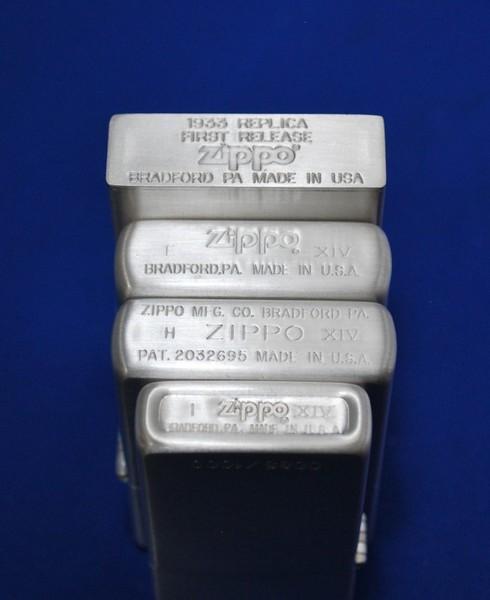 1933 REPLICA
FIRST RELEASE
Zippo
BRADFORD PA MADE IN USA
F Zippo XIV
BRADFORD,PA. MADE IN U.S.A.
ZIPPO MFG. CO. BRADFORD PA.
H ZIPPO XIV
PAT. 2032695 MADE IN U.S.A.
I Zippo XIV
BRADFORD,PA. MADE IN U.S.A.
/1000